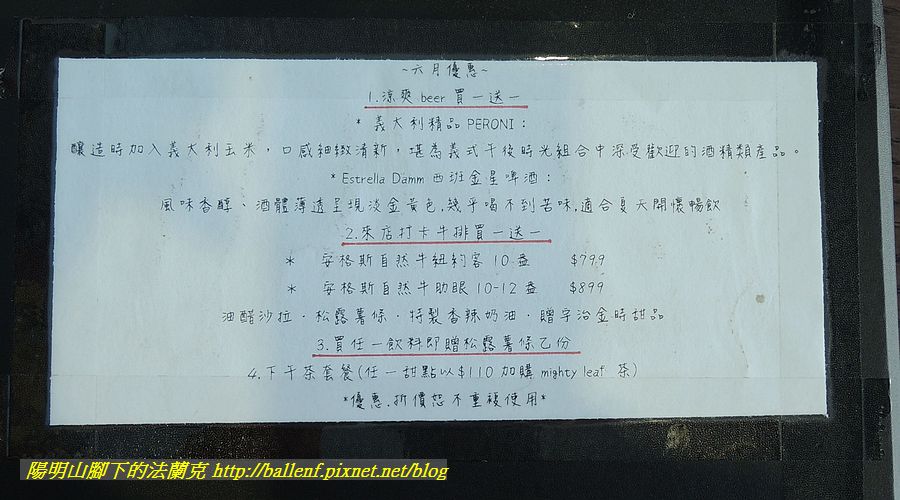 ~六月優惠~
1.涼爽 beer 買一送一
* 義大利精品 PERONI：
釀造時加入義大利玉米，口感細緻清新，堪為義式午後時光組合中深受歡迎的酒精類產品。
*Estrella Damm 西班金星啤酒：
風味香醇、酒體薄透呈現淡金黃色,幾乎喝不到苦味,適合夏天開懷暢飲
2.來店打卡牛排買一送一
* 安格斯自然牛紐約客 10 盎 $799
* 安格斯自然牛肋眼 10-12 盎 $899
油醋沙拉．松露薯條．特製香辣奶油．贈宇治金時甜品
3.買任一飲料即贈松露薯條乙份
4.下午茶套餐(任一甜點以$110 加購 mighty leaf 茶)
*優惠.折價恕不重複使用*
陽明山腳下的法蘭克 http://ballenf.pixnet.net/blog